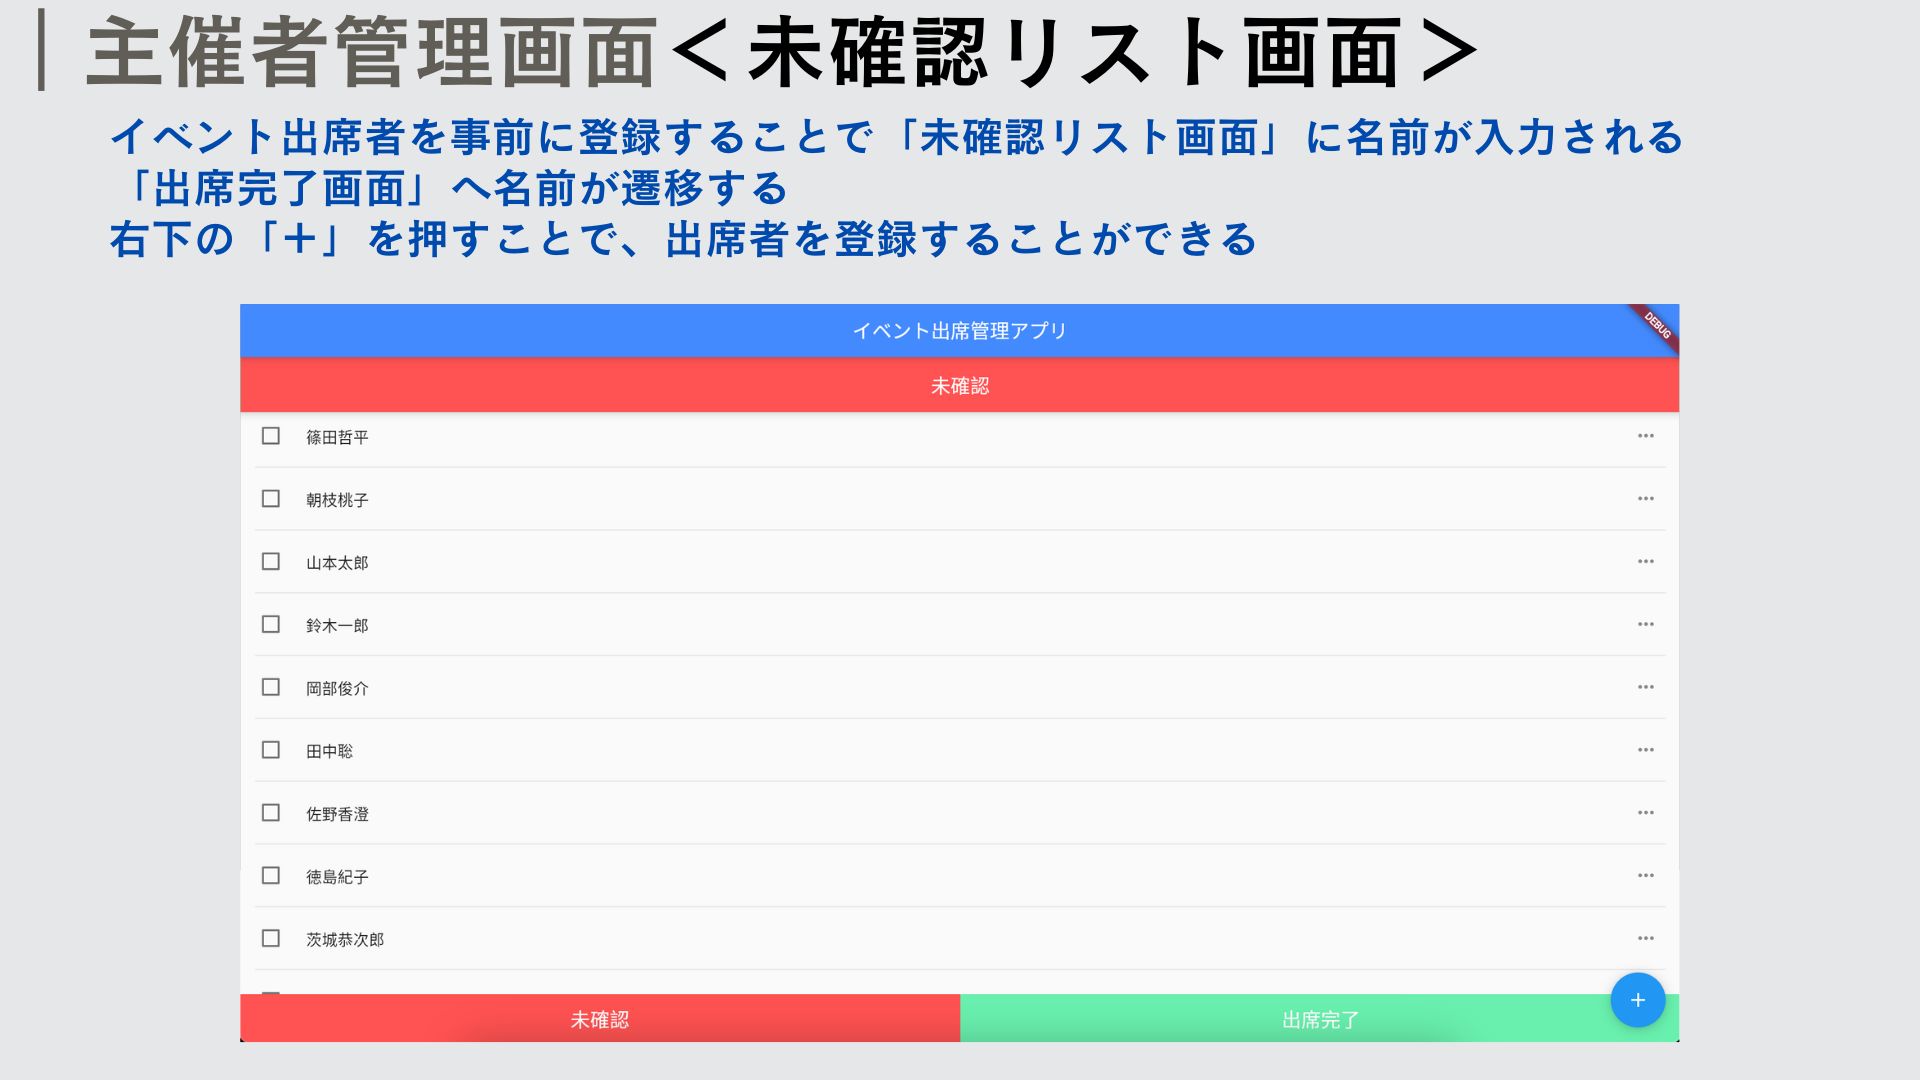 主催者管理画面＜未確認リスト画面＞
イベント出席者を事前に登録することで「未確認リスト画面」に名前が入力される
「出席完了画面」へ名前が遷移する
右下の「＋」を押すことで、出席者を登録することができる
イベント出席管理アプリ
DEBUG
未確認
篠田哲平
朝枝桃子
山本太郎
鈴木一郎
岡部俊介
田中聡
佐野香澄
徳島紀子
茨城恭次郎
+
未確認
出席完了